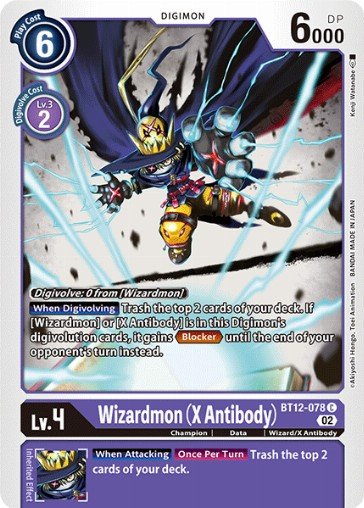 Play Cost
6
DIGIMON
6000
DP
Digivolve Cost
Lv.3
2
Kenji Watanabe
©Akiyoshi Hongo, Toei Animation BANDAI MADE IN JAPAN
Digivolve: 0 from [Wizardmon]
When Digivolving Trash the top 2 cards of your deck. If
[Wizardmon] or [X Antibody] is in this Digimon's
digivolution cards, it gains Blocker until the end of your
opponent's turn instead.
Lv.4
Wizardmon (X Antibody)
BT12-078 C
02
Champion Data Wizard/X Antibody
Inherited Effect
When Attacking Once Per Turn Trash the top 2
cards of your deck.